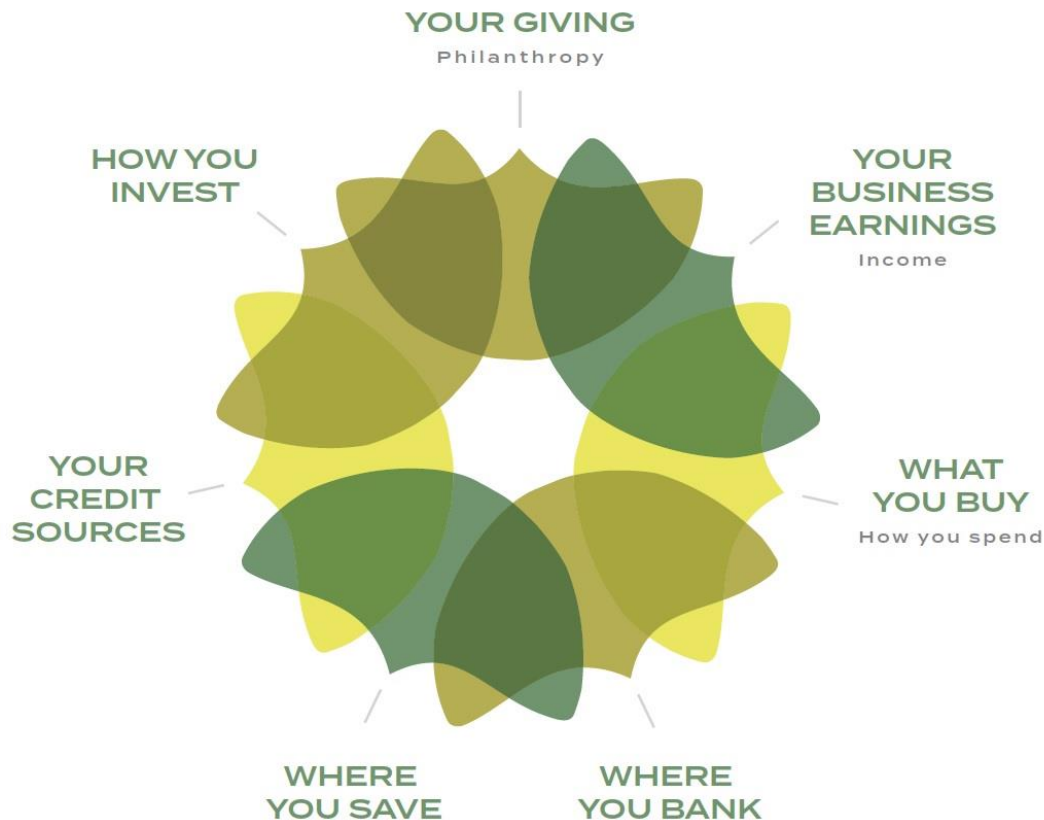 YOUR GIVING
Philanthropy
YOUR
BUSINESS
EARNINGS
Income
WHAT
YOU BUY
How you spend
WHERE
YOU BANK
WHERE
YOU SAVE
YOUR
CREDIT
SOURCES
HOW YOU
INVEST